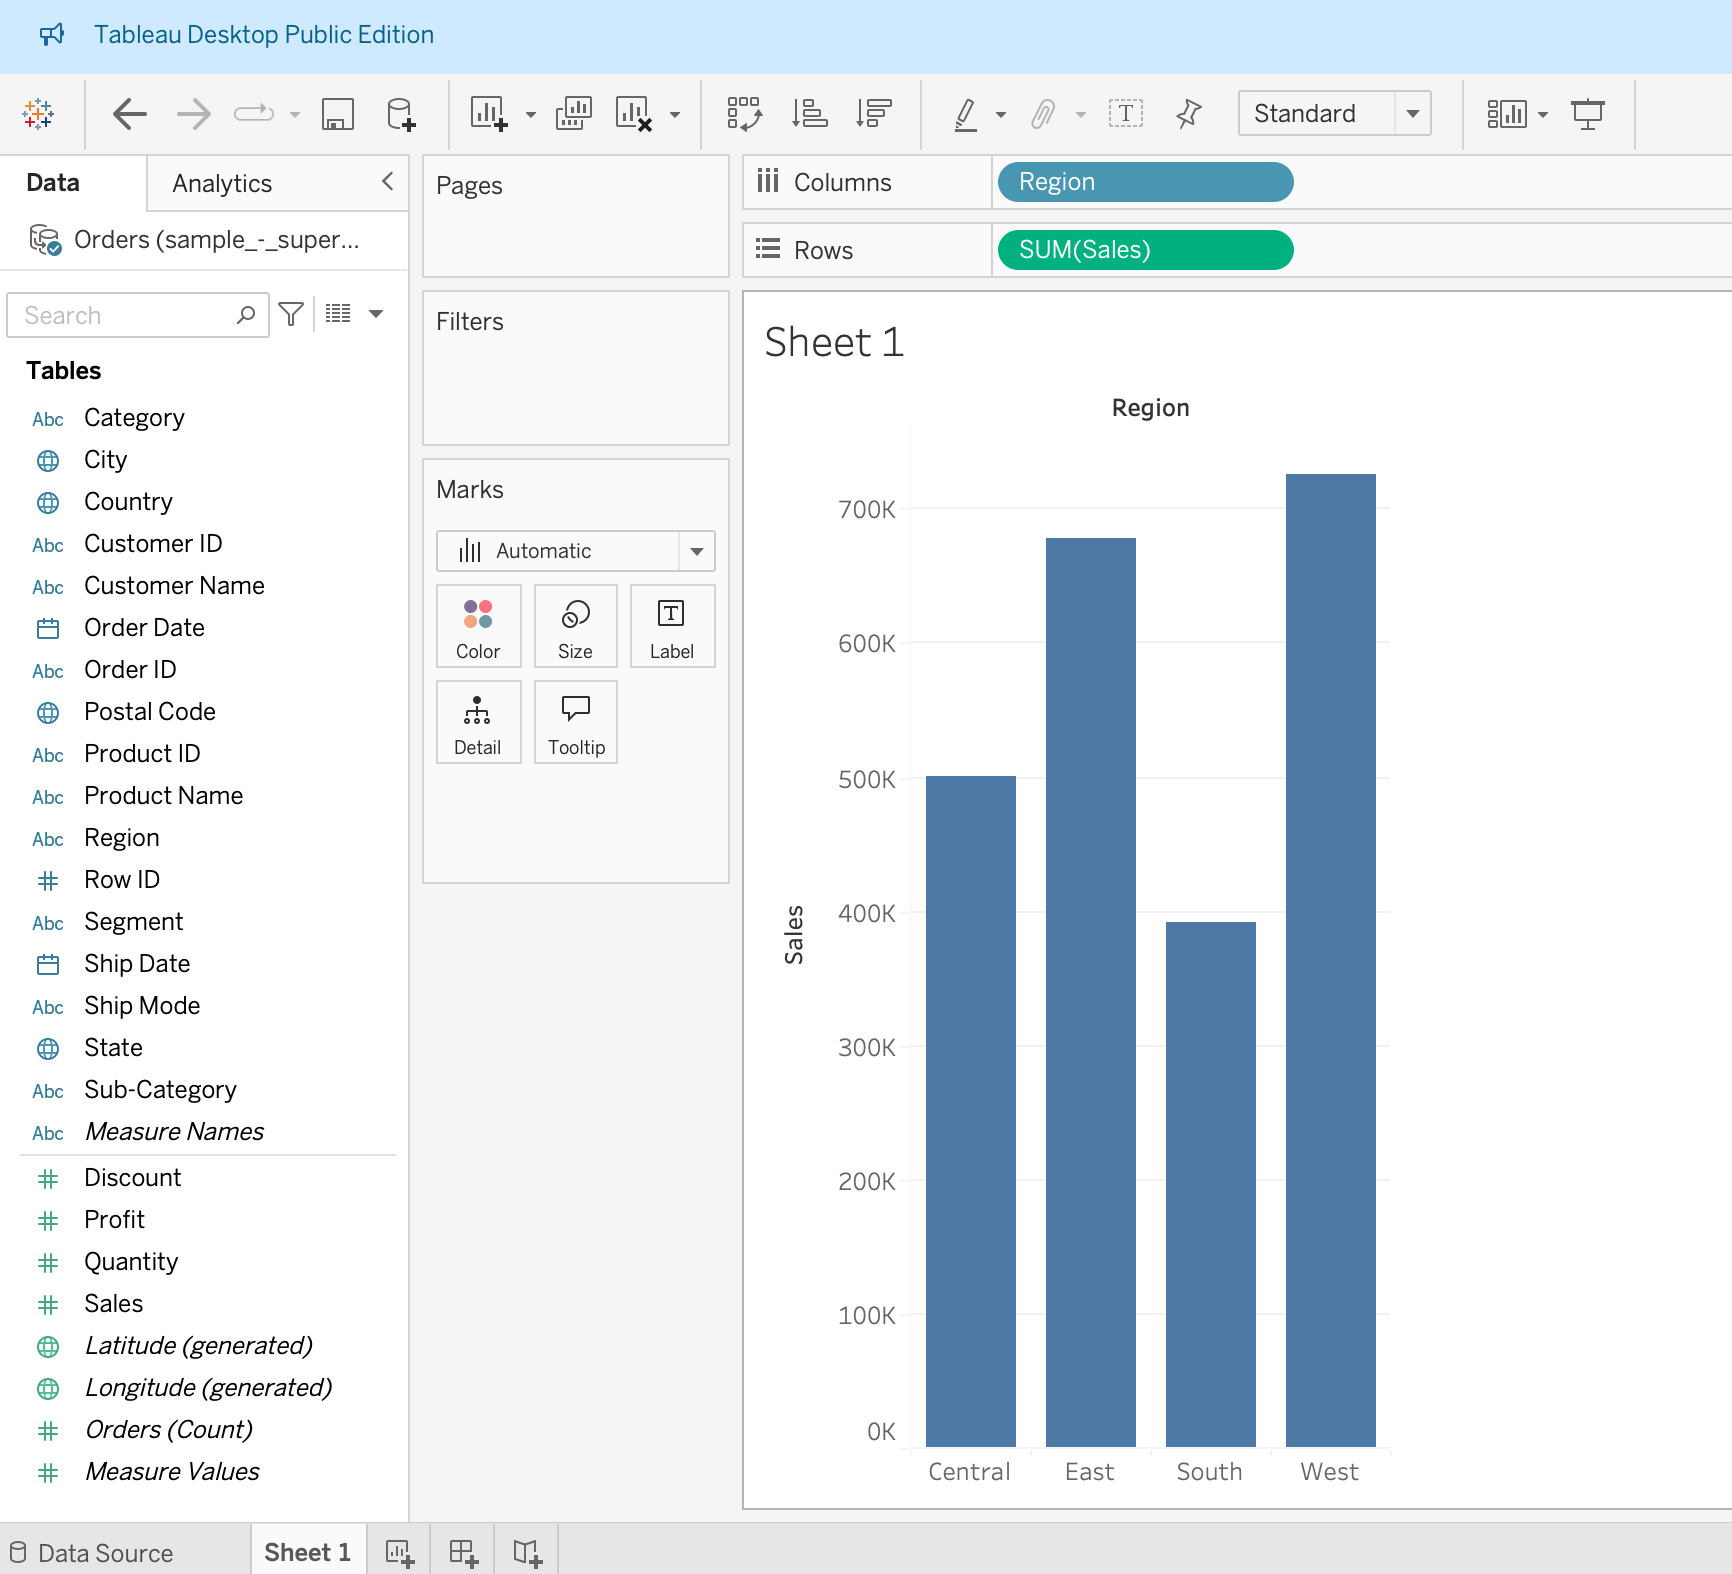 Tableau Desktop Public Edition
Standard
Data
Analytics
Orders (sample_-_super...
Search
Tables
Abc Category
City
Country
Abc Customer ID
Abc Customer Name
Order Date
Abc Order ID
Postal Code
Abc Product ID
Abc Product Name
Abc Region
Row ID
Abc Segment
Ship Date
Abc Ship Mode
State
Abc Sub-Category
Abc Measure Names
Discount
Profit
Quantity
Sales
Latitude (generated)
Longitude (generated)
Orders (Count)
Measure Values
Pages
Filters
Marks
Automatic
Color
Size
T
Label
Detail
Tooltip
Columns
Region
Rows
SUM(Sales)
Sheet 1
Region
700K
600K
500K
400K
300K
200K
100K
0K
Sales
Central
East
South
West
Data Source
Sheet 1